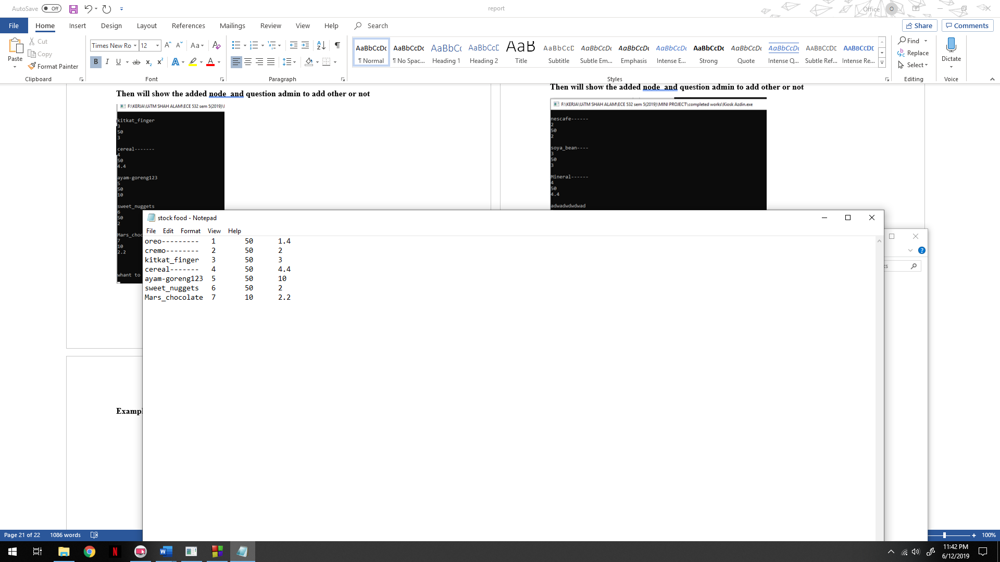 AutoSave Off report Office O
File Home Insert Design Layout References Mailings Review View Help Search Share Comments
Paste Cut Copy Format Painter
Times New Ro 12
AaBbCcDc AaBbCcDc AaBbCc AaBbCcD AaB AaBbCcD AaBbCcDc AaBbCcDc AaBbCcDc AaBbCcDc AaBbCcDc AaBbCcDc AABBCCDE AABBCCDE
¶ Normal ¶ No Spac... Heading 1 Heading 2 Title Subtitle Subtle Em... Emphasis Intense E... Strong Quote Intense Q... Subtle Ref... Intense Re...
Find Replace Select Dictate
Clipboard Font Paragraph Styles Editing Voice
Then will show the added node and question admin to add other or not
F:\KERJA\UiTM SHAH ALAM\ECE 532 sem 5(2019)\
kitkat_finger
3
50
3
cereal-------
4
50
4.4
ayam-goreng123
5
50
10
sweet_nuggets
6
50
2
Mars_choc
7
10
2.2
whant to
Then will show the added node and question admin to add other or not
F:\KERJA\UiTM SHAH ALAM\ECE 532 sem 5(2019)\MINI PROJECT\completed works\Kiosk Azdin.exe
nescafe------
2
50
2
soya_bean----
3
50
3
Mineral------
4
50
4.4
adwadwdwdwad
stock food - Notepad
File Edit Format View Help
oreo--------- 1 50 1.4
cremo-------- 2 50 2
kitkat_finger 3 50 3
cereal------- 4 50 4.4
ayam-goreng123 5 50 10
sweet_nuggets 6 50 2
Mars_chocolate 7 10 2.2
Exampl
Page 21 of 22 1086 words 100%
11:42 PM
6/12/2019